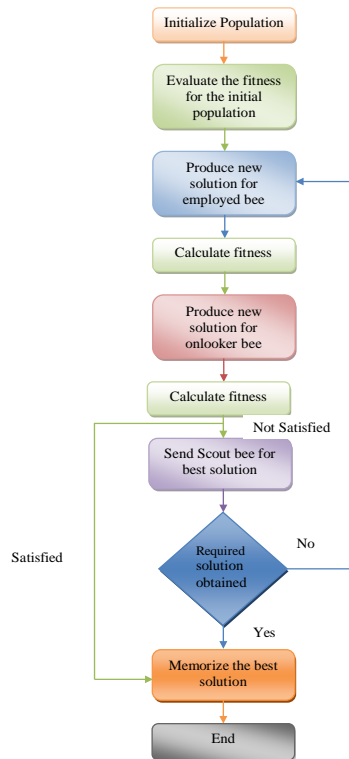 Initialize Population
Evaluate the fitness
for the initial
population
Produce new
solution for
employed bee
Calculate fitness
Produce new
solution for
onlooker bee
Calculate fitness
Not Satisfied
Send Scout bee for
best solution
Satisfied
Required
solution
obtained
No
Yes
Memorize the best
solution
End